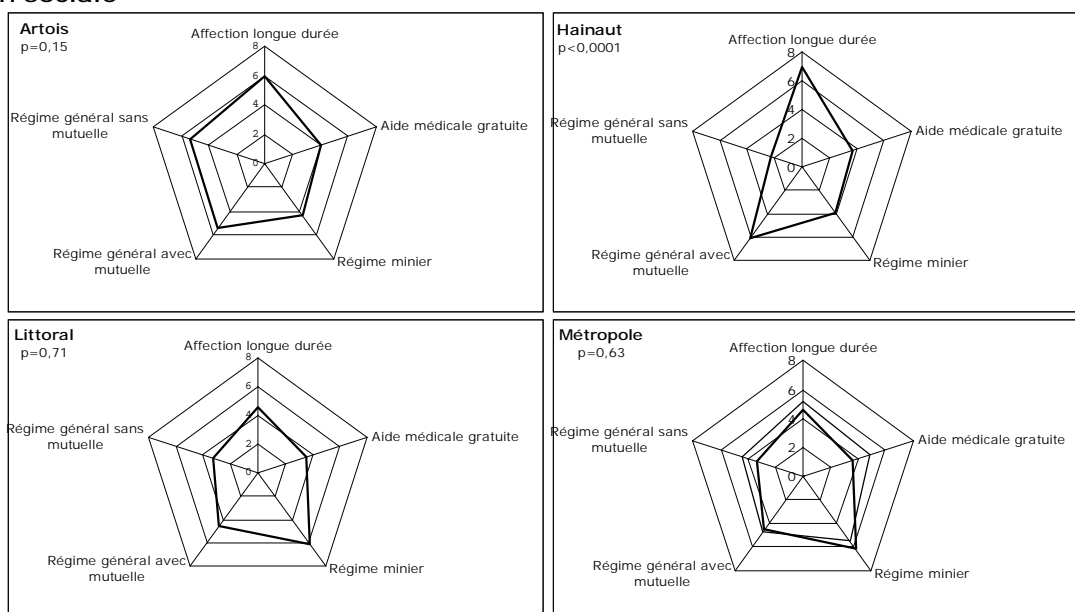 Artois
p=0,15
Affection longue durée
8
6
4
2
0
Régime général sans
mutuelle
Aide médicale gratuite
Régime général avec
mutuelle
Régime minier
Hainaut
p<0,0001
Affection longue durée
8
6
4
2
0
Régime général sans
mutuelle
Aide médicale gratuite
Régime général avec
mutuelle
Régime minier
Littoral
p=0,71
Affection longue durée
8
6
4
2
0
Régime général sans
mutuelle
Aide médicale gratuite
Régime général avec
mutuelle
Régime minier
Métropole
p=0,63
Affection longue durée
8
6
4
2
0
Régime général sans
mutuelle
Aide médicale gratuite
Régime général avec
mutuelle
Régime minier